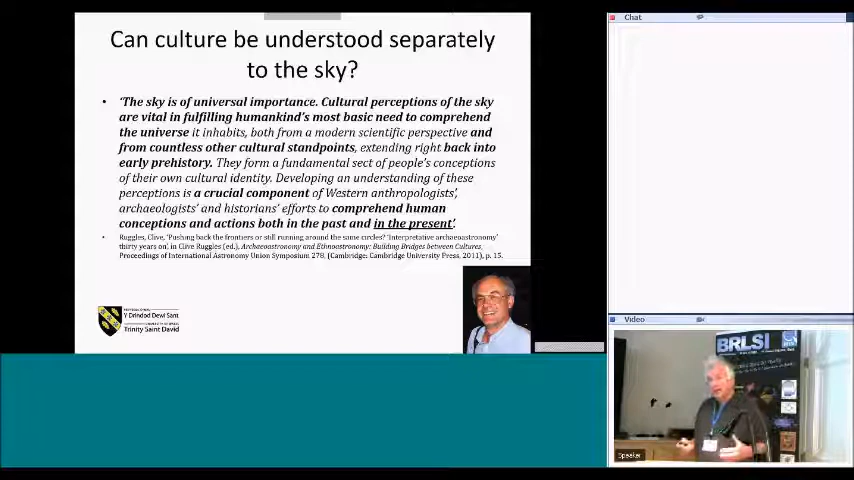 Can culture be understood separately
to the sky?
• 'The sky is of universal importance. Cultural perceptions of the sky
are vital in fulfilling humankind's most basic need to comprehend
the universe it inhabits, both from a modern scientific perspective and
from countless other cultural standpoints, extending right back into
early prehistory. They form a fundamental sect of people's conceptions
of their own cultural identity. Developing an understanding of these
perceptions is a crucial component of Western anthropologists',
archaeologists' and historians' efforts to comprehend human
conceptions and actions both in the past and in the present'.
• Ruggles, Clive, 'Pushing back the frontiers or still running around the same circles? 'Interpretative archaeoastronomy'
thirty years on', in Clive Ruggles (ed.), Archaeoastronomy and Ethnoastronomy: Building Bridges between Cultures,
Proceedings of International Astronomy Union Symposium 278, (Cambridge: Cambridge University Press, 2011), p. 15.
Y Drindod Dewi Sant
Trinity Saint David
Chat
Video
BRLSI
Speaker